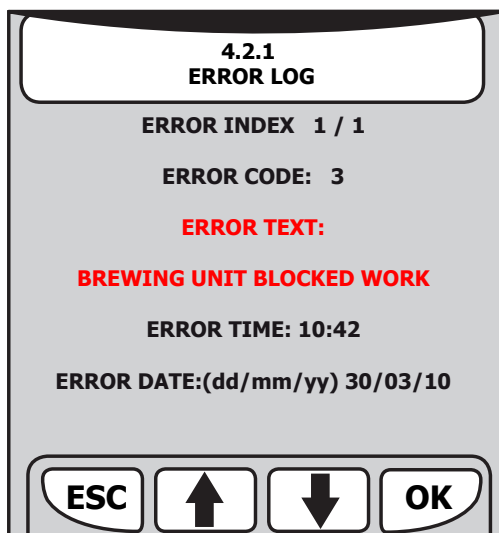 4.2.1
ERROR LOG
ERROR INDEX 1 / 1
ERROR CODE: 3
ERROR TEXT:
BREWING UNIT BLOCKED WORK
ERROR TIME: 10:42
ERROR DATE:(dd/mm/yy) 30/03/10
ESC OK